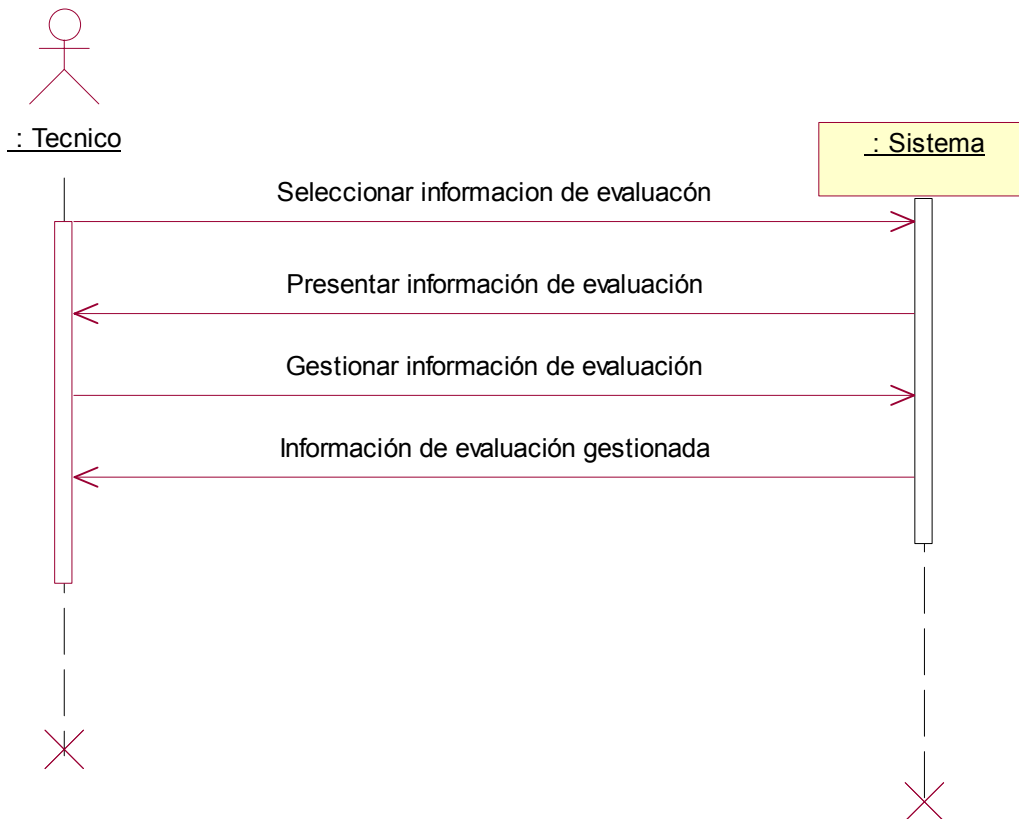 : Tecnico
: Sistema
Seleccionar informacion de evaluacón
Presentar información de evaluación
Gestionar información de evaluación
Información de evaluación gestionada